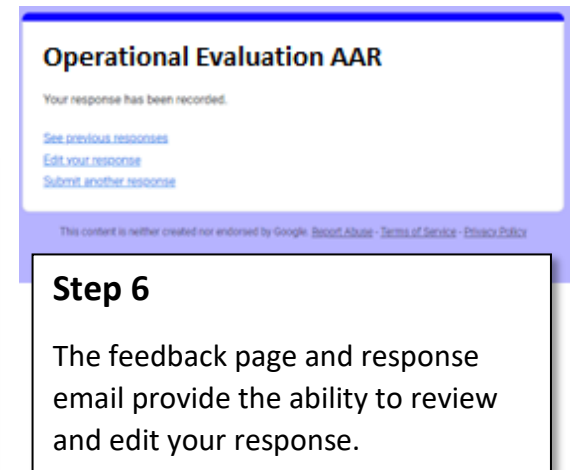 Operational Evaluation AAR
Your response has been recorded.
See previous responses
Edit your response
Submit another response
This content is neither created nor endorsed by Google. Report Abuse - Terms of Service - Privacy Policy
Step 6
The feedback page and response
email provide the ability to review
and edit your response.